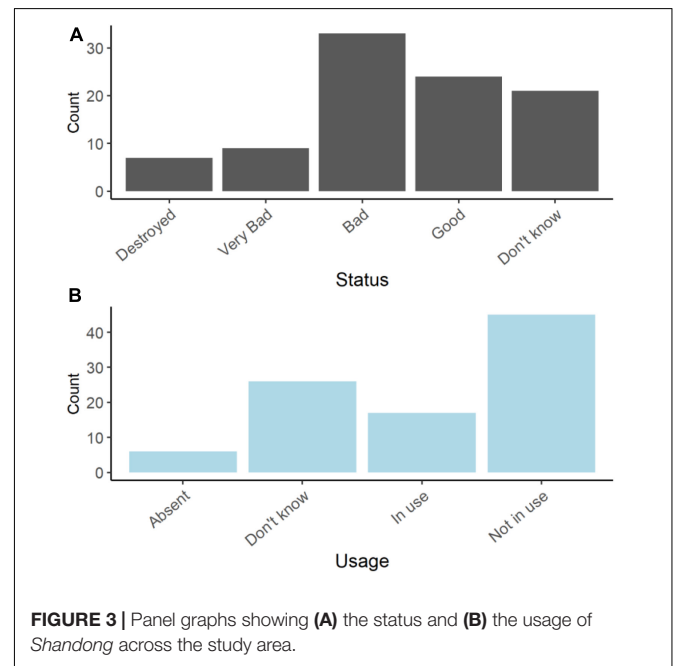 A
30
20
10
0
Count
Destroyed
Very Bad
Bad
Good
Don't know
Status
B
40
30
20
10
0
Count
Absent
Don't know
In use
Not in use
Usage
FIGURE 3 | Panel graphs showing (A) the status and (B) the usage of
Shandong across the study area.